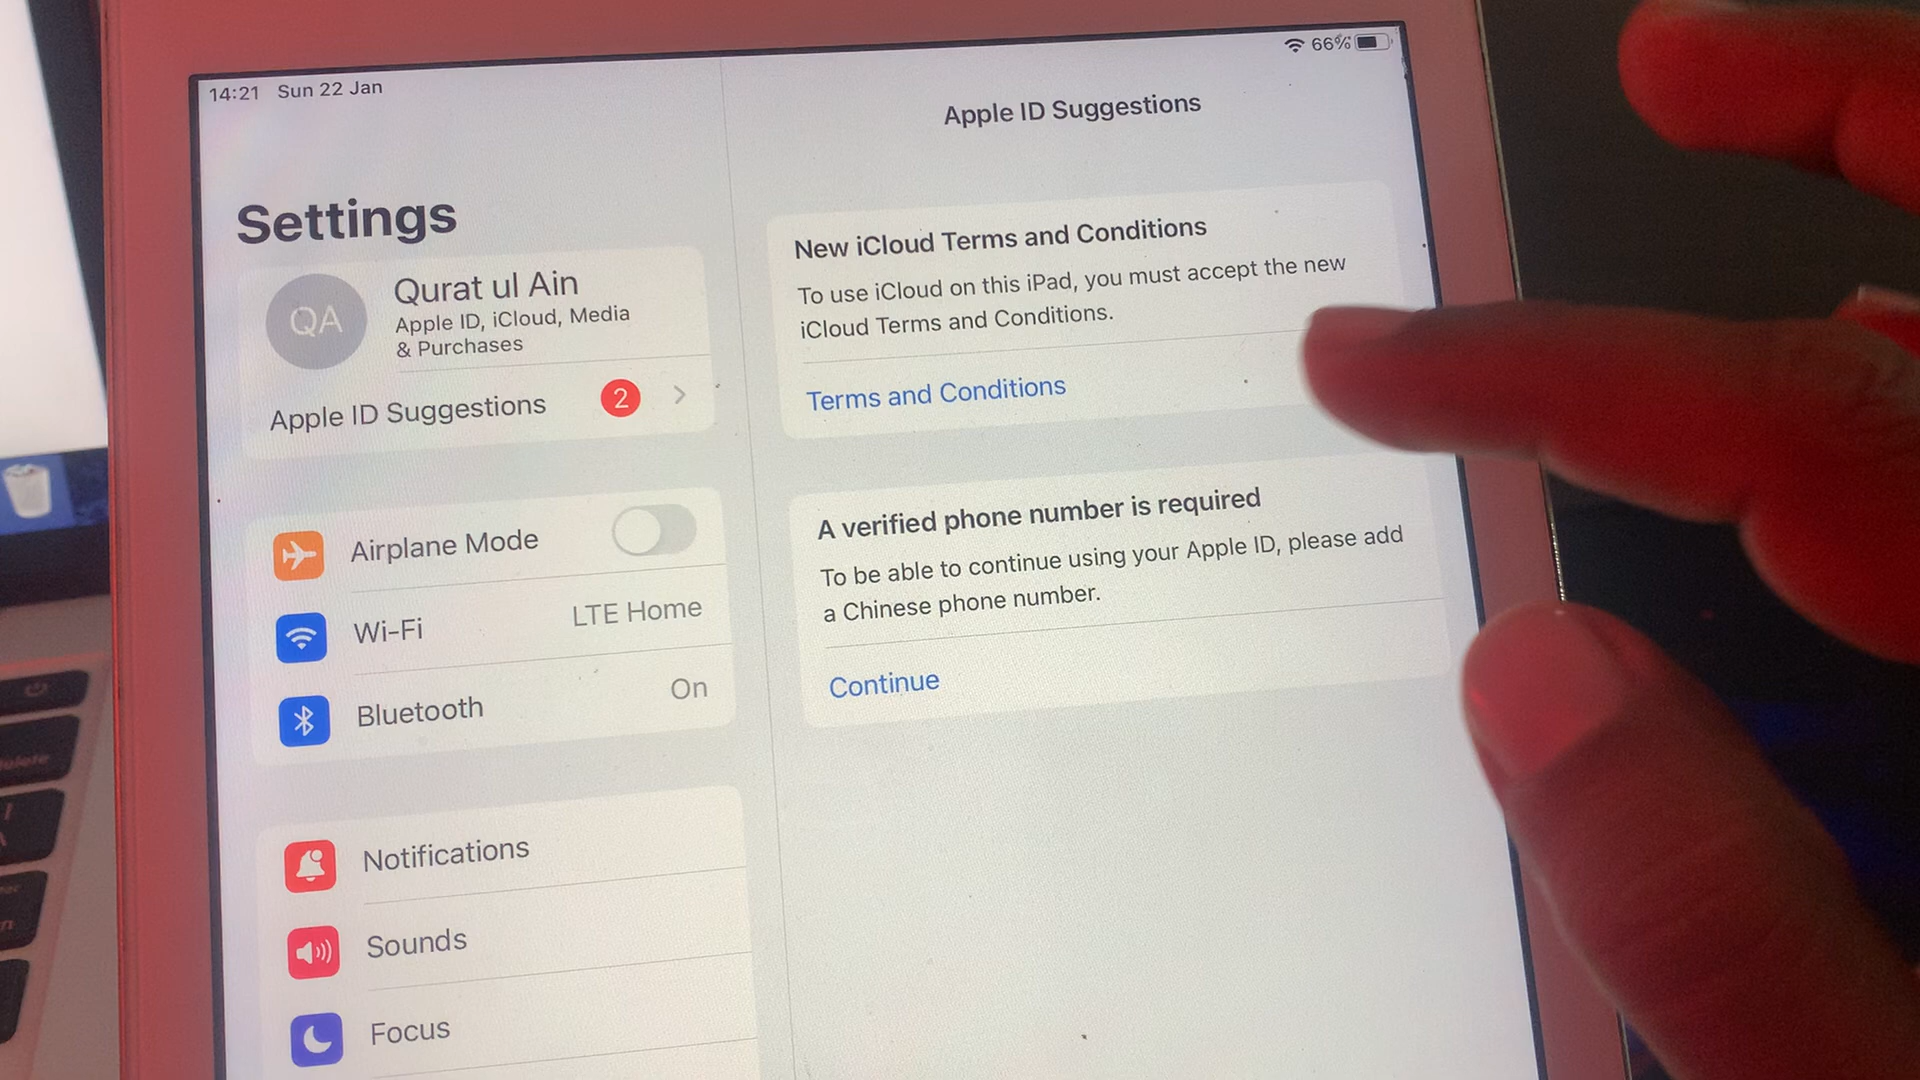 14:21 Sun 22 Jan
66%
Settings
QA
Qurat ul Ain
Apple ID, iCloud, Media
& Purchases
Apple ID Suggestions 2
Airplane Mode
Wi-Fi LTE Home
Bluetooth On
Notifications
Sounds
Focus
Apple ID Suggestions
New iCloud Terms and Conditions
To use iCloud on this iPad, you must accept the new
iCloud Terms and Conditions.
Terms and Conditions
A verified phone number is required
To be able to continue using your Apple ID, please add
a Chinese phone number.
Continue